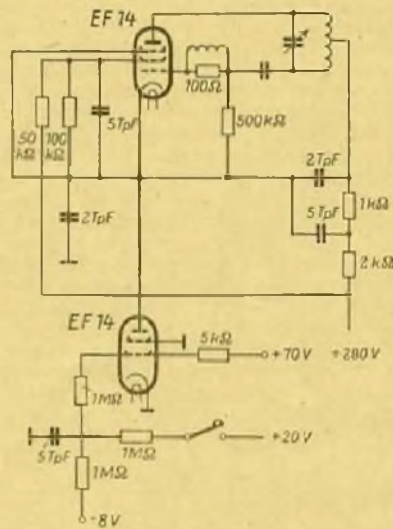 EF 14
50 kΩ
100 kΩ
5TpF
100Ω
500kΩ
2TpF
5TpF
1kΩ
2kΩ
2TpF
EF 14
5kΩ
+70V
+280V
1MΩ
5TpF
1MΩ
+20V
1MΩ
-8V